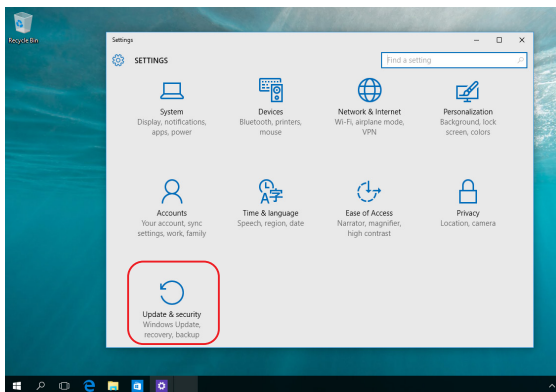 Recycle Bin
Settings
SETTINGS
Find a setting
System
Display, notifications,
apps, power
Devices
Bluetooth, printers,
mouse
Network & Internet
Wi-Fi, airplane mode,
VPN
Personalization
Background, lock
screen, colors
Accounts
Your account, sync
settings, work, family
Time & language
Speech, region, date
Ease of Access
Narrator, magnifier,
high contrast
Privacy
Location, camera
Update & security
Windows Update,
recovery, backup